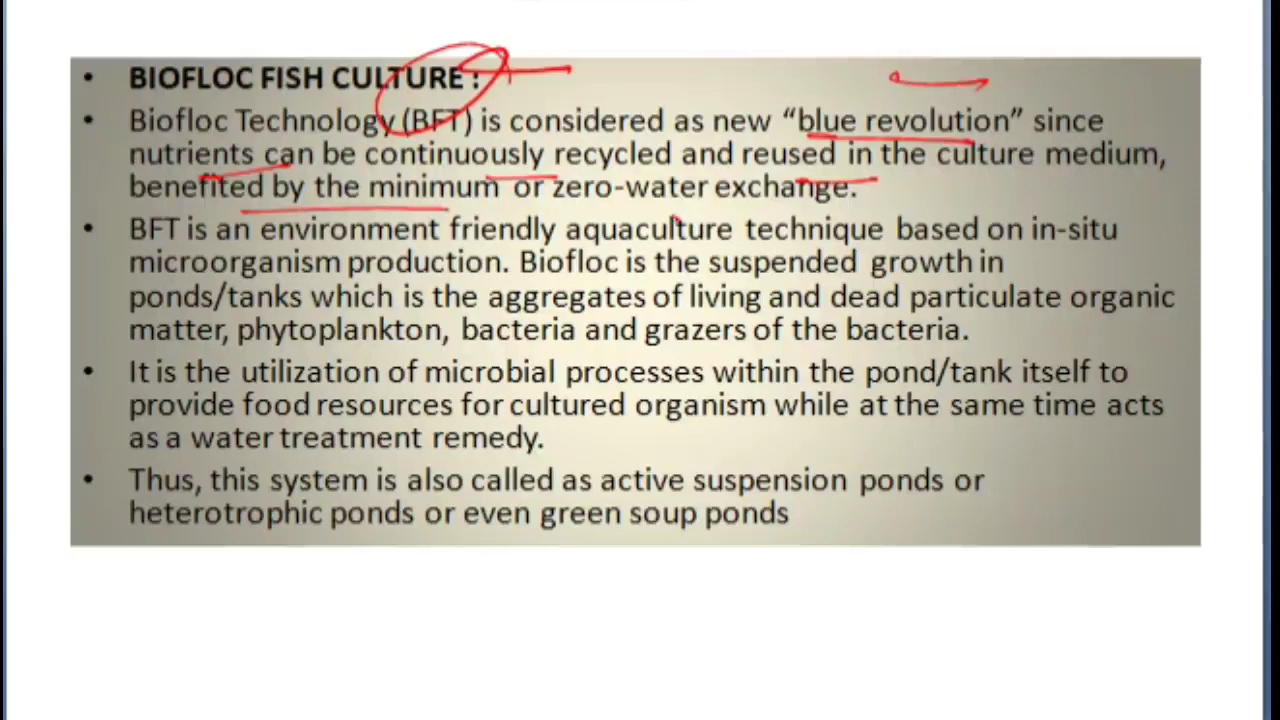 • BIOFLOC FISH CULTURE :
• Biofloc Technology (BFT) is considered as new “blue revolution” since
nutrients can be continuously recycled and reused in the culture medium,
benefited by the minimum or zero-water exchange.
• BFT is an environment friendly aquaculture technique based on in-situ
microorganism production. Biofloc is the suspended growth in
ponds/tanks which is the aggregates of living and dead particulate organic
matter, phytoplankton, bacteria and grazers of the bacteria.
• It is the utilization of microbial processes within the pond/tank itself to
provide food resources for cultured organism while at the same time acts
as a water treatment remedy.
• Thus, this system is also called as active suspension ponds or
heterotrophic ponds or even green soup ponds